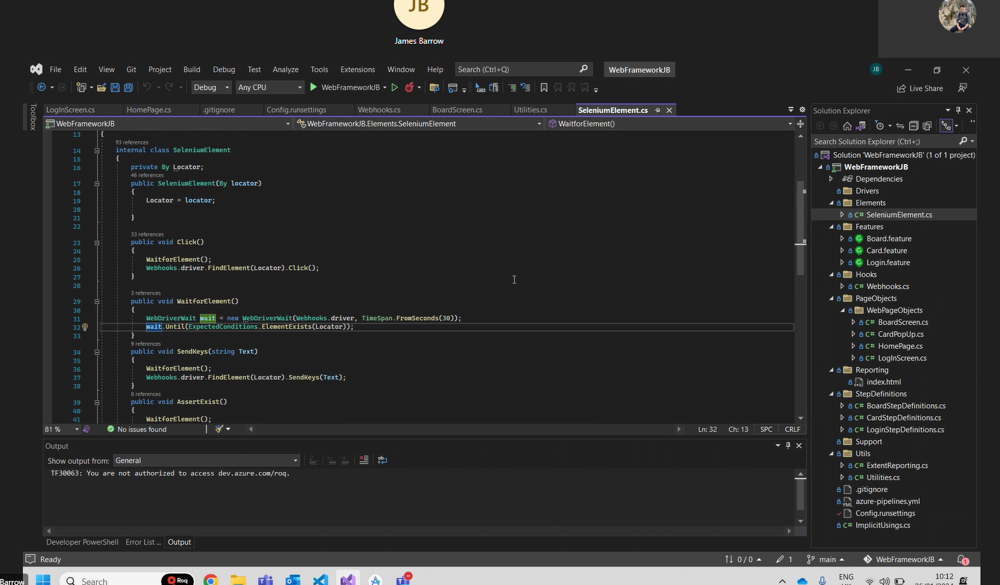 JB
James Barrow
File Edit View Git Project Build Debug Test Analyze Tools Extensions Window Help Search (Ctrl+Q) WebFrameworkJB JB
Debug Any CPU WebFrameworkJB Live Share
Toolbox
LogInScreen.cs HomePage.cs .gitignore Config.runsettings Webhooks.cs BoardScreen.cs Utilities.cs SeleniumElement.cs
WebFrameworkJB WebFrameworkJB.Elements.SeleniumElement WaitforElement()
13 {
93 references
14 internal class SeleniumElement
15 {
16 private By Locator;
46 references
17 public SeleniumElement(By locator)
18 {
19 Locator = locator;
20
21 }
22
33 references
23 public void Click()
24 {
25 WaitforElement();
26 Webhooks.driver.FindElement(Locator).Click();
27 }
28
3 references
29 public void WaitforElement()
30 {
31 WebDriverWait wait = new WebDriverWait(Webhooks.driver, TimeSpan.FromSeconds(30));
32 wait.Until(ExpectedConditions.ElementExists(Locator));
33 }
9 references
34 public void SendKeys(string Text)
35 {
36 WaitforElement();
37 Webhooks.driver.FindElement(Locator).SendKeys(Text);
38 }
8 references
39 public void AssertExist()
40 {
41 WaitforElement();
81 % No issues found Ln: 32 Ch: 13 SPC CRLF
Output
Show output from: General
TF30063: You are not authorized to access dev.azure.com/roq.
Developer PowerShell Error List ... Output
Solution Explorer
Search Solution Explorer (Ctrl+;)
Solution 'WebFrameworkJB' (1 of 1 project)
WebFrameworkJB
Dependencies
Drivers
Elements
C# SeleniumElement.cs
Features
Board.feature
Card.feature
Login.feature
Hooks
C# Webhooks.cs
PageObjects
WebPageObjects
C# BoardScreen.cs
C# CardPopUp.cs
C# HomePage.cs
C# LogInScreen.cs
Reporting
index.html
StepDefinitions
C# BoardStepDefinitions.cs
C# CardStepDefinitions.cs
C# LoginStepDefinitions.cs
Support
Utils
C# ExtentReporting.cs
C# Utilities.cs
.gitignore
YML azure-pipelines.yml
Config.runsettings
C# ImplicitUsings.cs
Ready 0 / 0 1 main WebFrameworkJB 1
Barrow Search Roq ENG 10:12